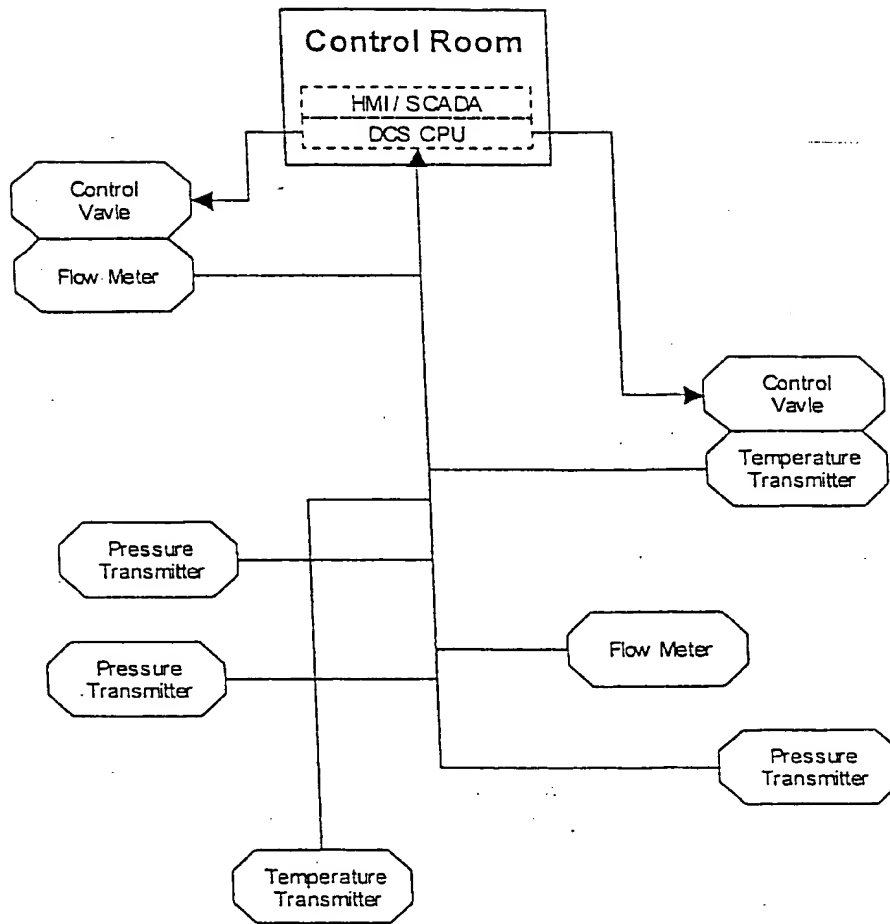 Control Room
HMI / SCADA
DCS CPU
Control
Vavle
Flow Meter
Control
Vavle
Temperature
Transmitter
Pressure
Transmitter
Flow Meter
Pressure
Transmitter
Pressure
Transmitter
Temperature
Transmitter